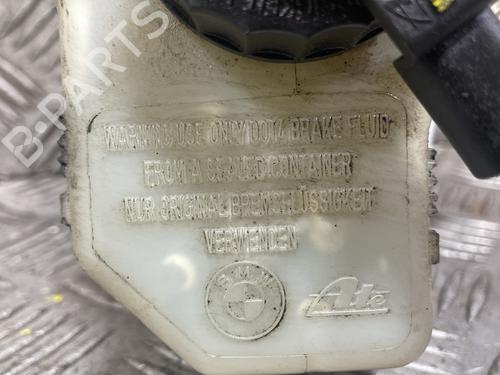 WARNING USE ONLY DOT4 BRAKE FLUID
FROM A SEALED CONTAINER
NUR ORIGINAL BREMSFLÜSSIGKEIT
VERWENDEN
BMW
Ate
B-PARTS